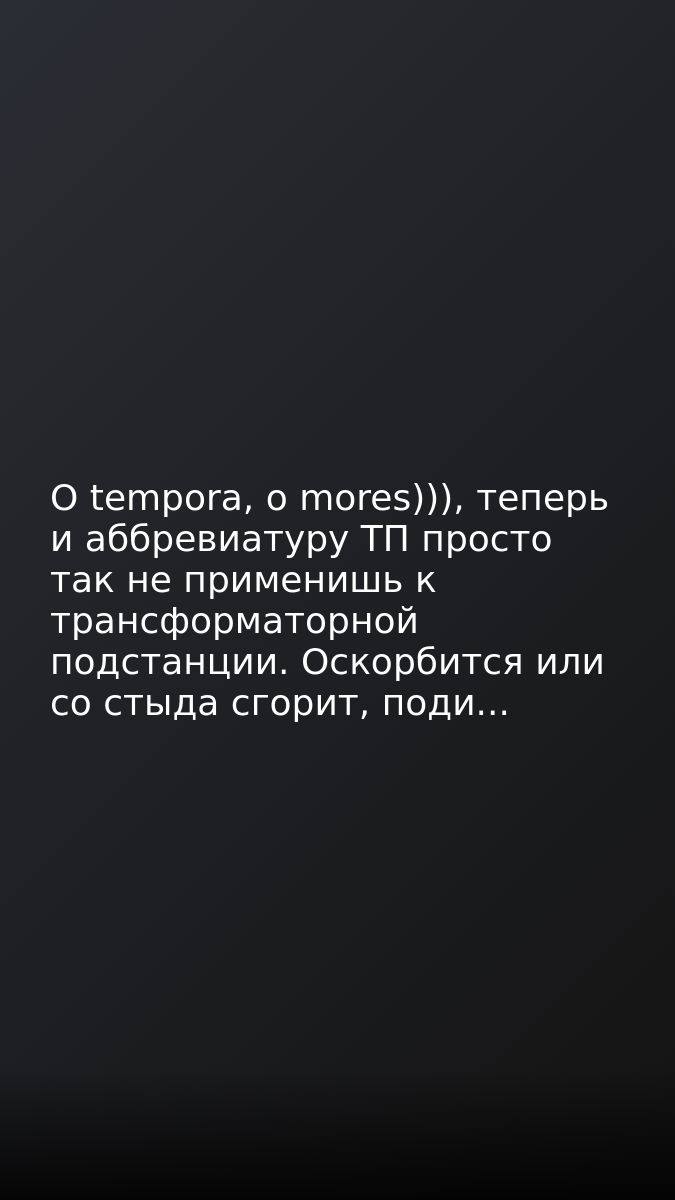 O tempora, o mores))), теперь
и аббревиатуру ТП просто
так не применишь к
трансформаторной
подстанции. Оскорбится или
со стыда сгорит, поди...